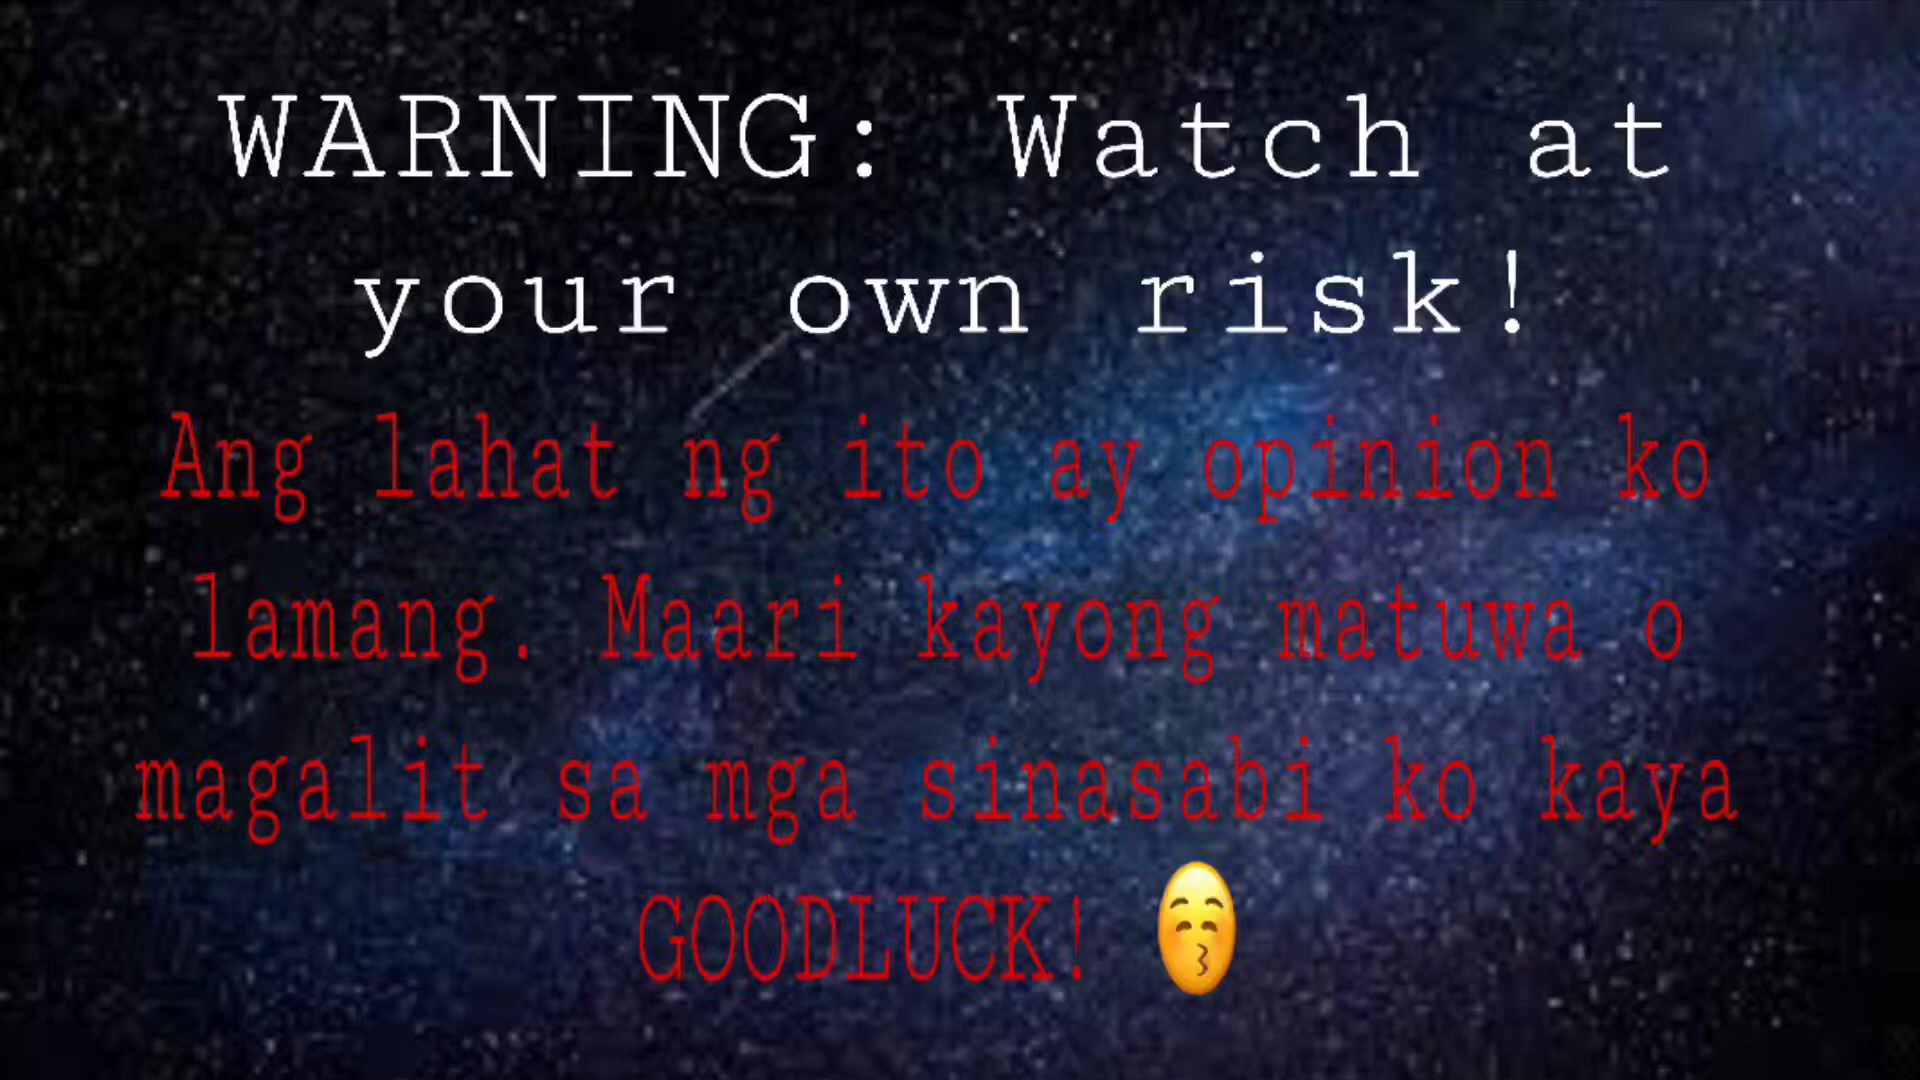 WARNING: Watch at
your own risk!
Ang lahat ng ito ay opinion ko
lamang. Maari kayong matuwa o
magalit sa mga sinasabi ko kaya
GOODLUCK! 😚